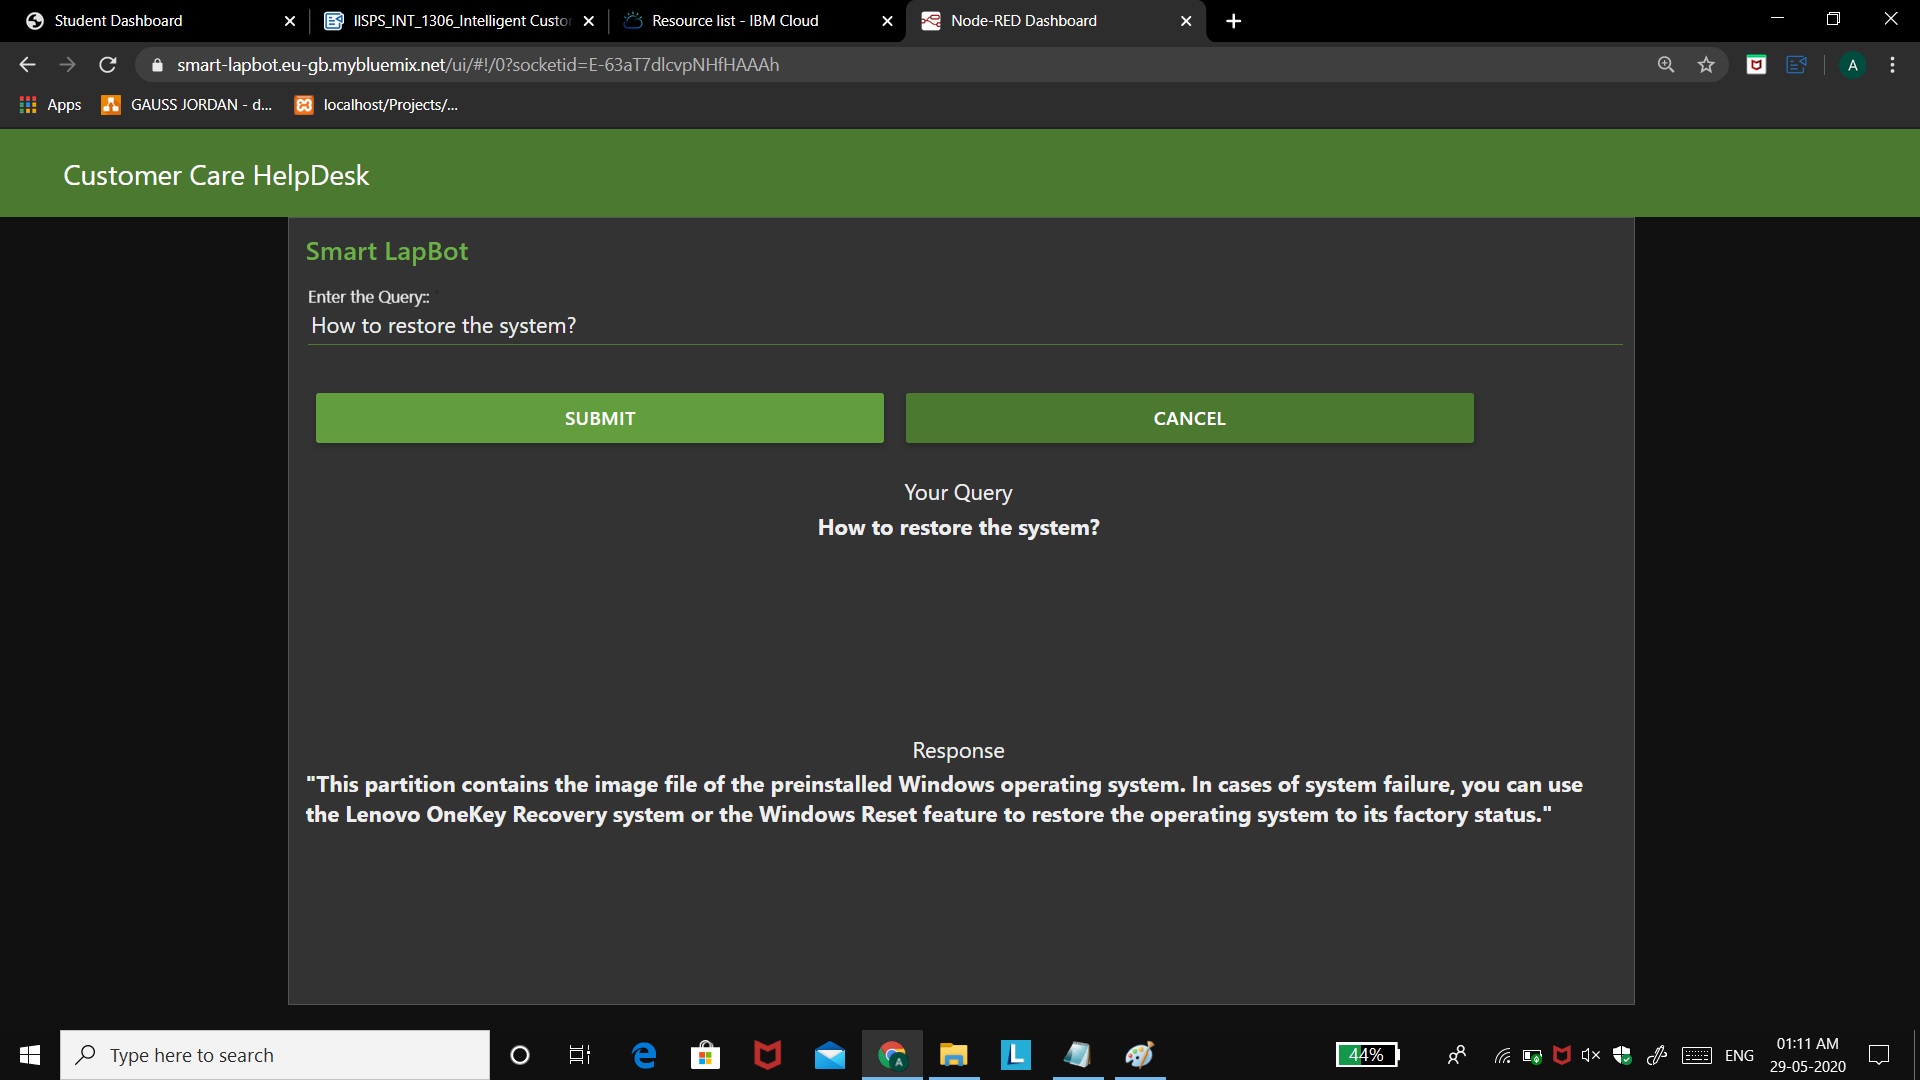 Student Dashboard
IISPS_INT_1306_Intelligent Custo
Resource list - IBM Cloud
Node-RED Dashboard
smart-lapbot.eu-gb.mybluemix.net/ui/#!/0?socketid=E-63aT7dlcvpNHfHAAAh
A
Apps
GAUSS JORDAN - d...
localhost/Projects/...
Customer Care HelpDesk
Smart LapBot
Enter the Query::
How to restore the system?
SUBMIT
CANCEL
Your Query
How to restore the system?
Response
"This partition contains the image file of the preinstalled Windows operating system. In cases of system failure, you can use
the Lenovo OneKey Recovery system or the Windows Reset feature to restore the operating system to its factory status."
Type here to search
A
L
44%
ENG
01:11 AM
29-05-2020